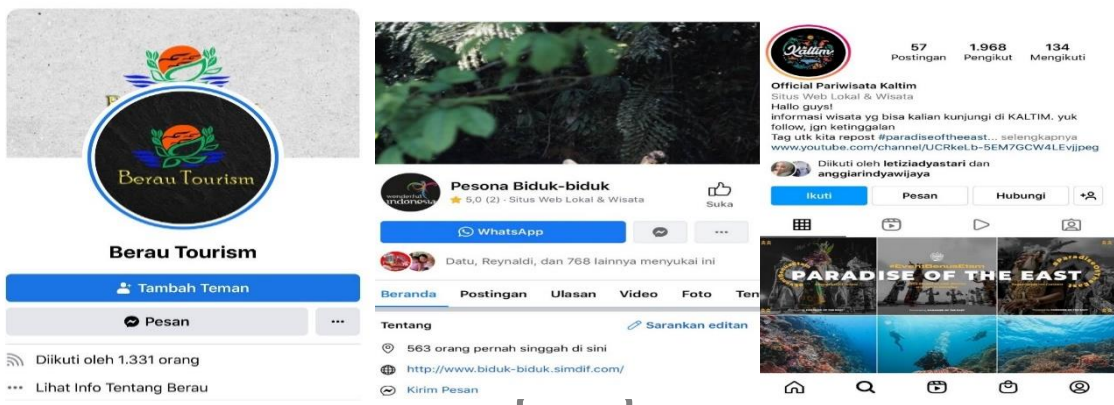 Berau Tourism
Berau Tourism
Tambah Teman
Pesan
Diikuti oleh 1.331 orang
Lihat Info Tentang Berau
wonderful
indonesia
Pesona Biduk-biduk
5,0 (2) · Situs Web Lokal & Wisata
Suka
WhatsApp
Datu, Reynaldi, dan 768 lainnya menyukai ini
Beranda Postingan Ulasan Video Foto Ten
Tentang
Sarankan editan
563 orang pernah singgah di sini
http://www.biduk-biduk.simdif.com/
Kirim Pesan
Kaltim
57 1.968 134
Postingan Pengikut Mengikuti
Official Pariwisata Kaltim
Situs Web Lokal & Wisata
Hallo guys!
informasi wisata yg bisa kalian kunjungi di KALTIM. yuk
follow, jgn ketinggalan
Tag utk kita repost #paradiseoftheeast... selengkapnya
www.youtube.com/channel/UCRkeLb-5EM7GCW4LEvjjpeg
Diikuti oleh letiziadyastari dan
anggiarindyawijaya
Ikuti Pesan Hubungi
PARADISE OF THE EAST